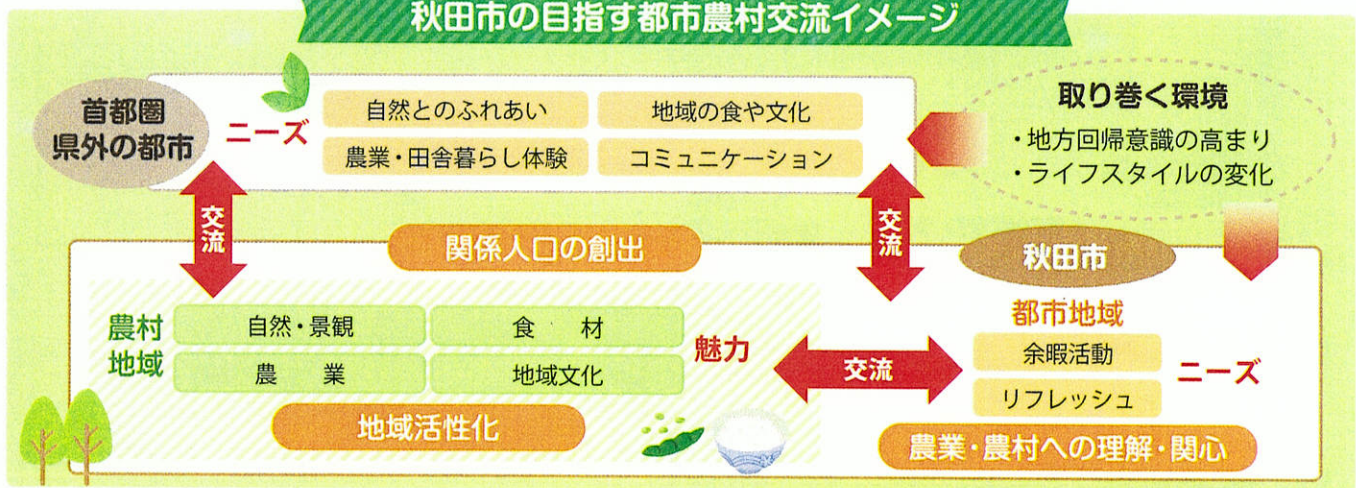 秋田市の目指す都市農村交流イメージ
首都圏
県外の都市
ニーズ
自然とのふれあい
地域の食や文化
農業・田舎暮らし体験
コミュニケーション
取り巻く環境
・地方回帰意識の高まり
・ライフスタイルの変化
交流
交流
関係人口の創出
秋田市
農村
地域
自然・景観
食　材
農　業
地域文化
魅力
地域活性化
交流
都市地域
余暇活動
リフレッシュ
ニーズ
農業・農村への理解・関心